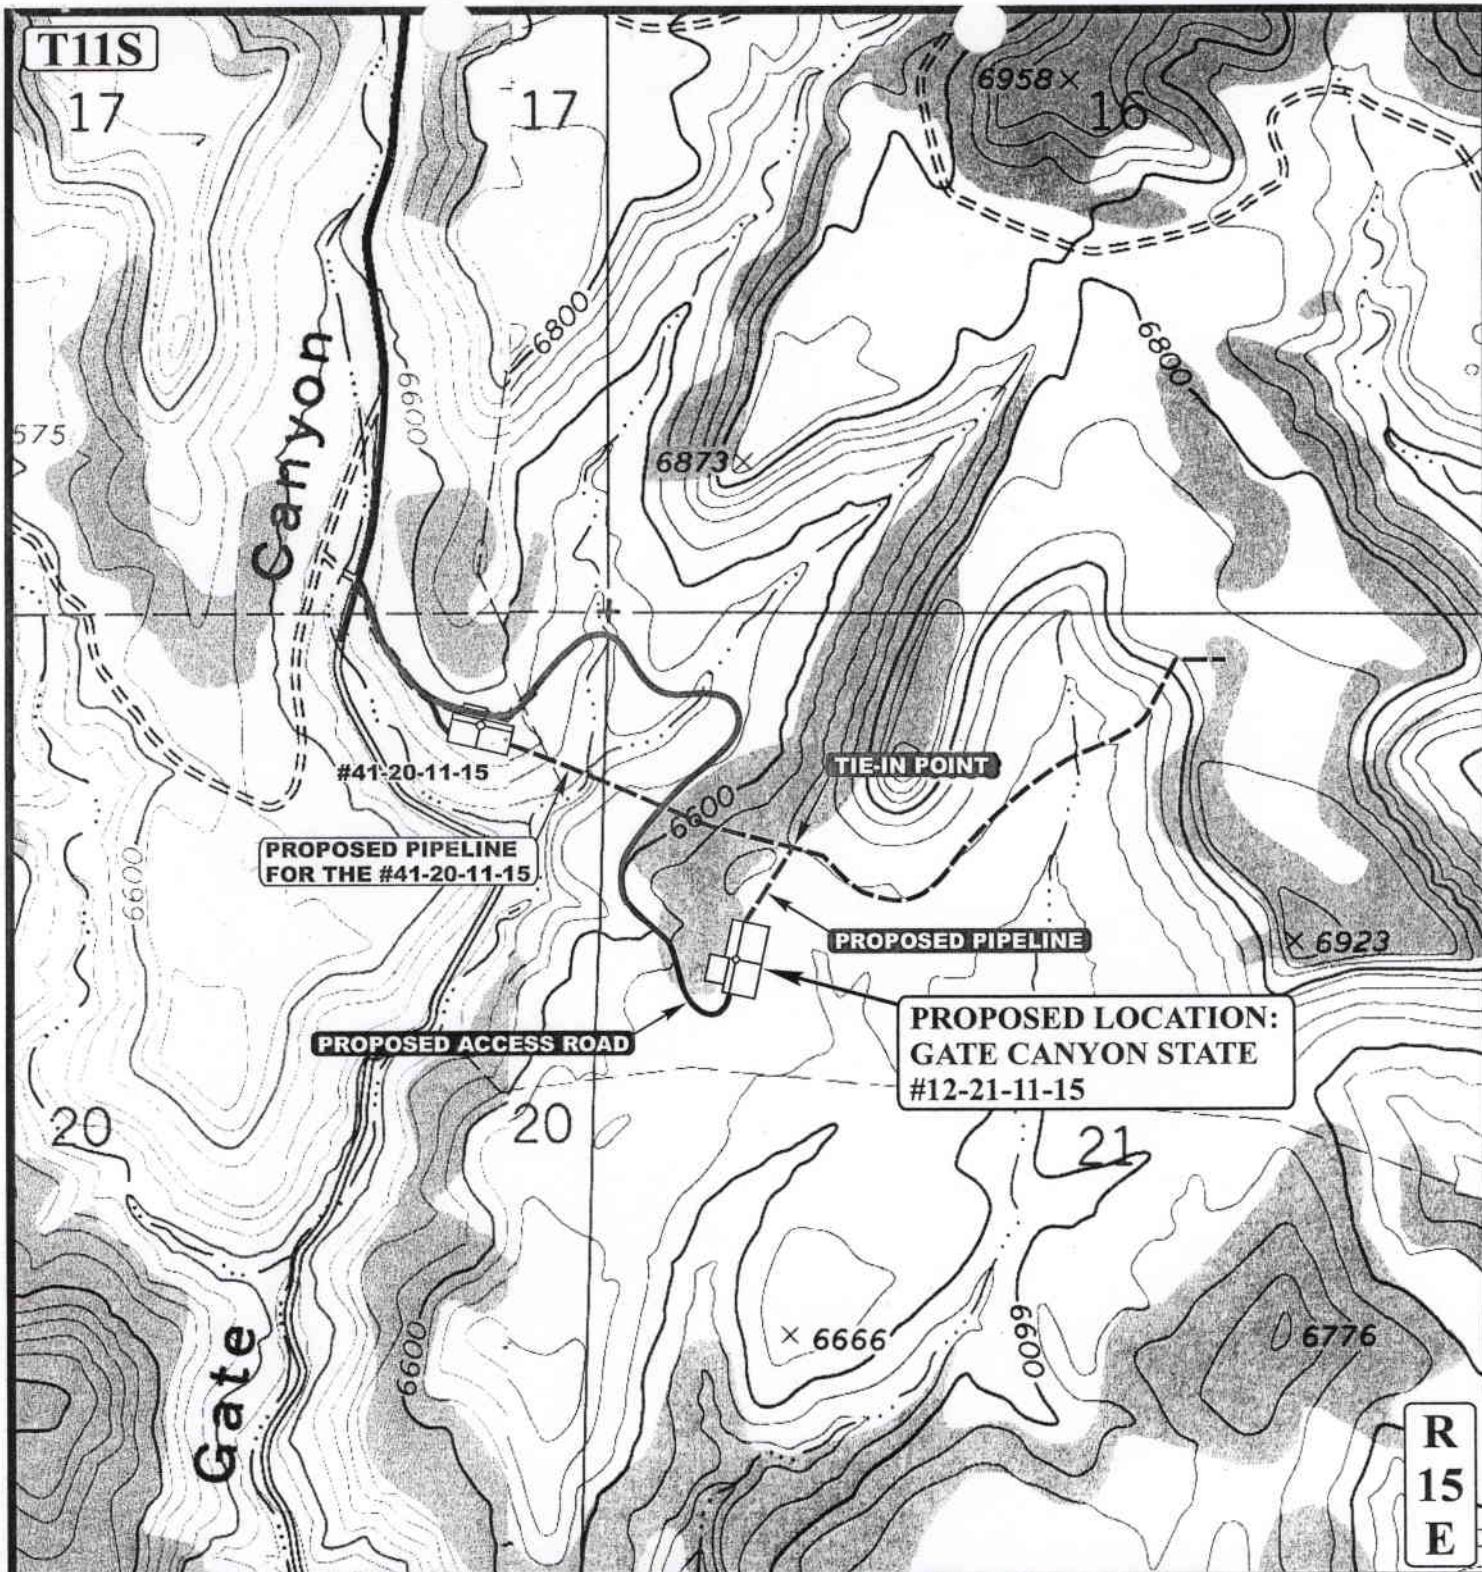 T11S
17
17
6958
16
6800
Canyon
6600
6800
675
6873
TIE-IN POINT
#41-20-11-15
6600
PROPOSED PIPELINE
FOR THE #41-20-11-15
6600
PROPOSED PIPELINE
6923
PROPOSED LOCATION:
GATE CANYON STATE
#12-21-11-15
PROPOSED ACCESS ROAD
20
20
21
Gate
6600
6666
6600
6776
R
15
E